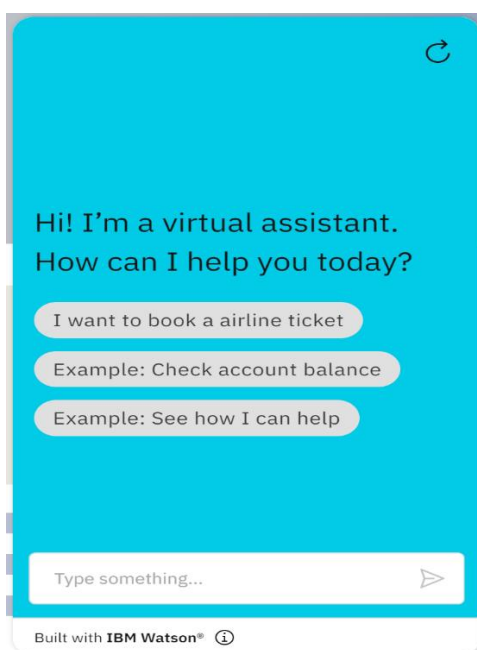 Hi! I’m a virtual assistant.
How can I help you today?
I want to book a airline ticket
Example: Check account balance
Example: See how I can help
Type something...
Built with IBM Watson®